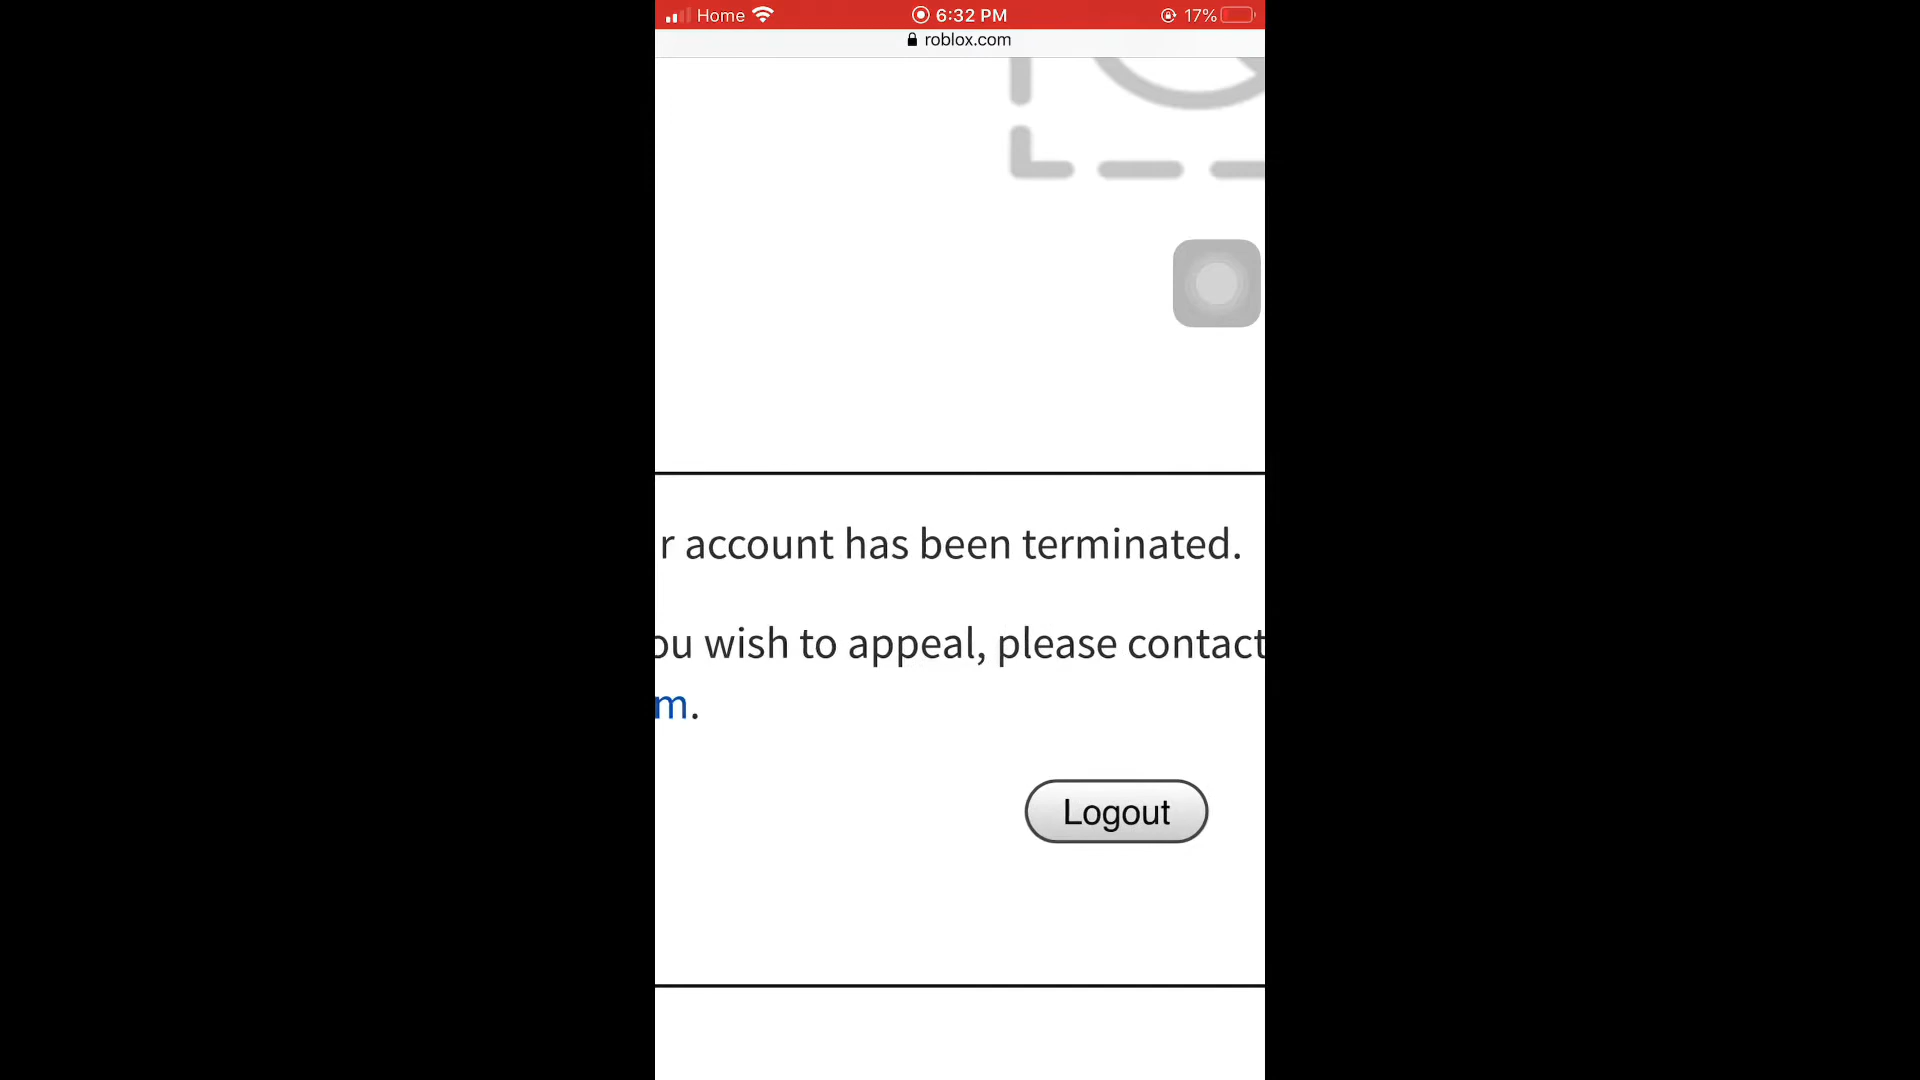 Home 6:32 PM 17%
roblox.com
r account has been terminated.
ou wish to appeal, please contact
m.
Logout